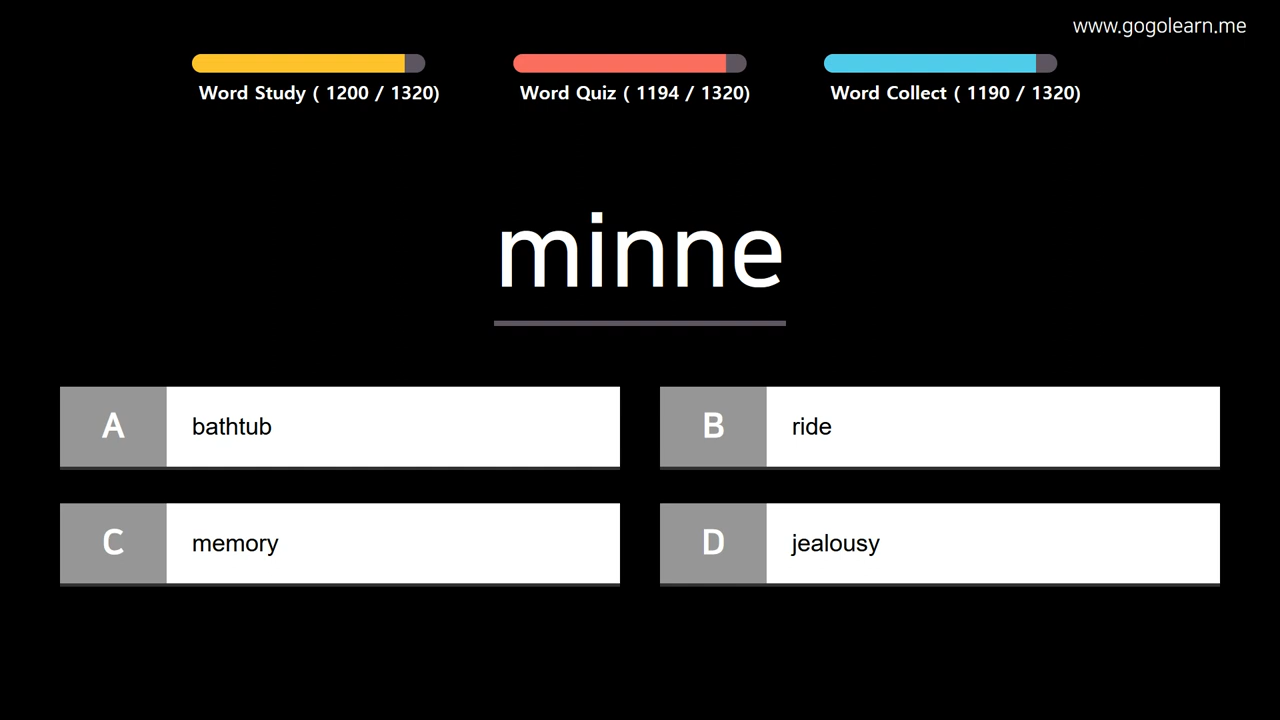 www.gogolearn.me
Word Study ( 1200 / 1320)
Word Quiz ( 1194 / 1320)
Word Collect ( 1190 / 1320)
minne
A bathtub
B ride
C memory
D jealousy